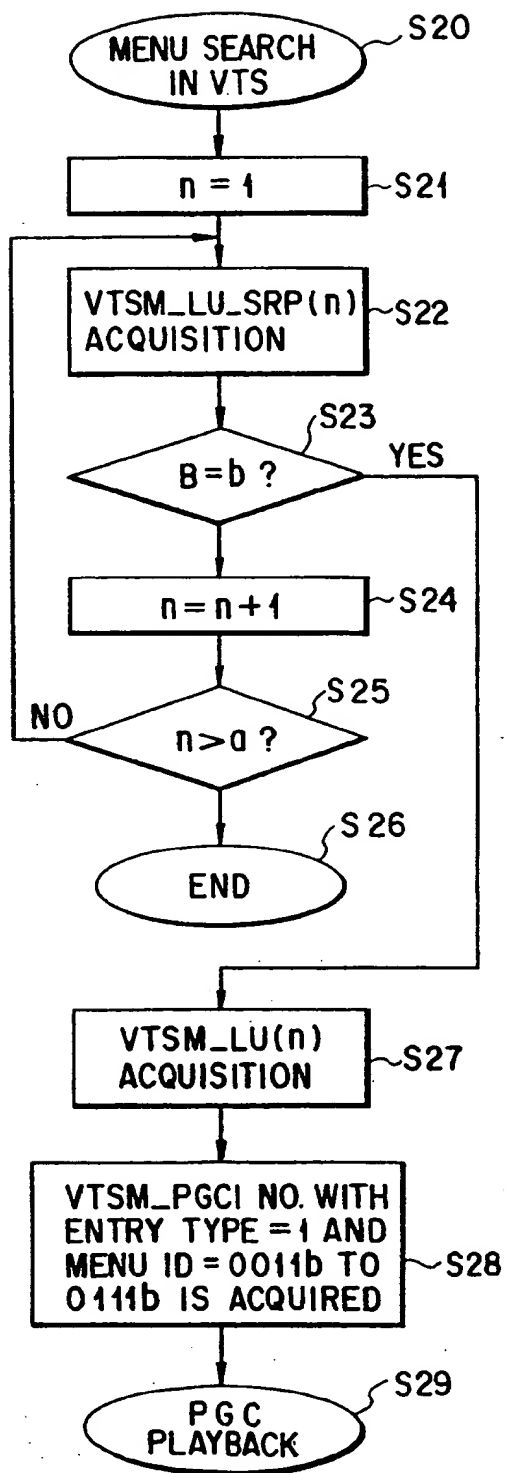 S20
MENU SEARCH
IN VTS
n = 1
S21
VTSM_LU_SRP(n)
ACQUISITION
S22
S23
B = b ?
YES
n = n + 1
S24
S25
NO
n > a ?
S26
END
VTSM_LU(n)
ACQUISITION
S27
VTSM_PGCI NO. WITH
ENTRY TYPE = 1 AND
MENU ID = 0011b TO
0111b IS ACQUIRED
S28
S29
PGC
PLAYBACK